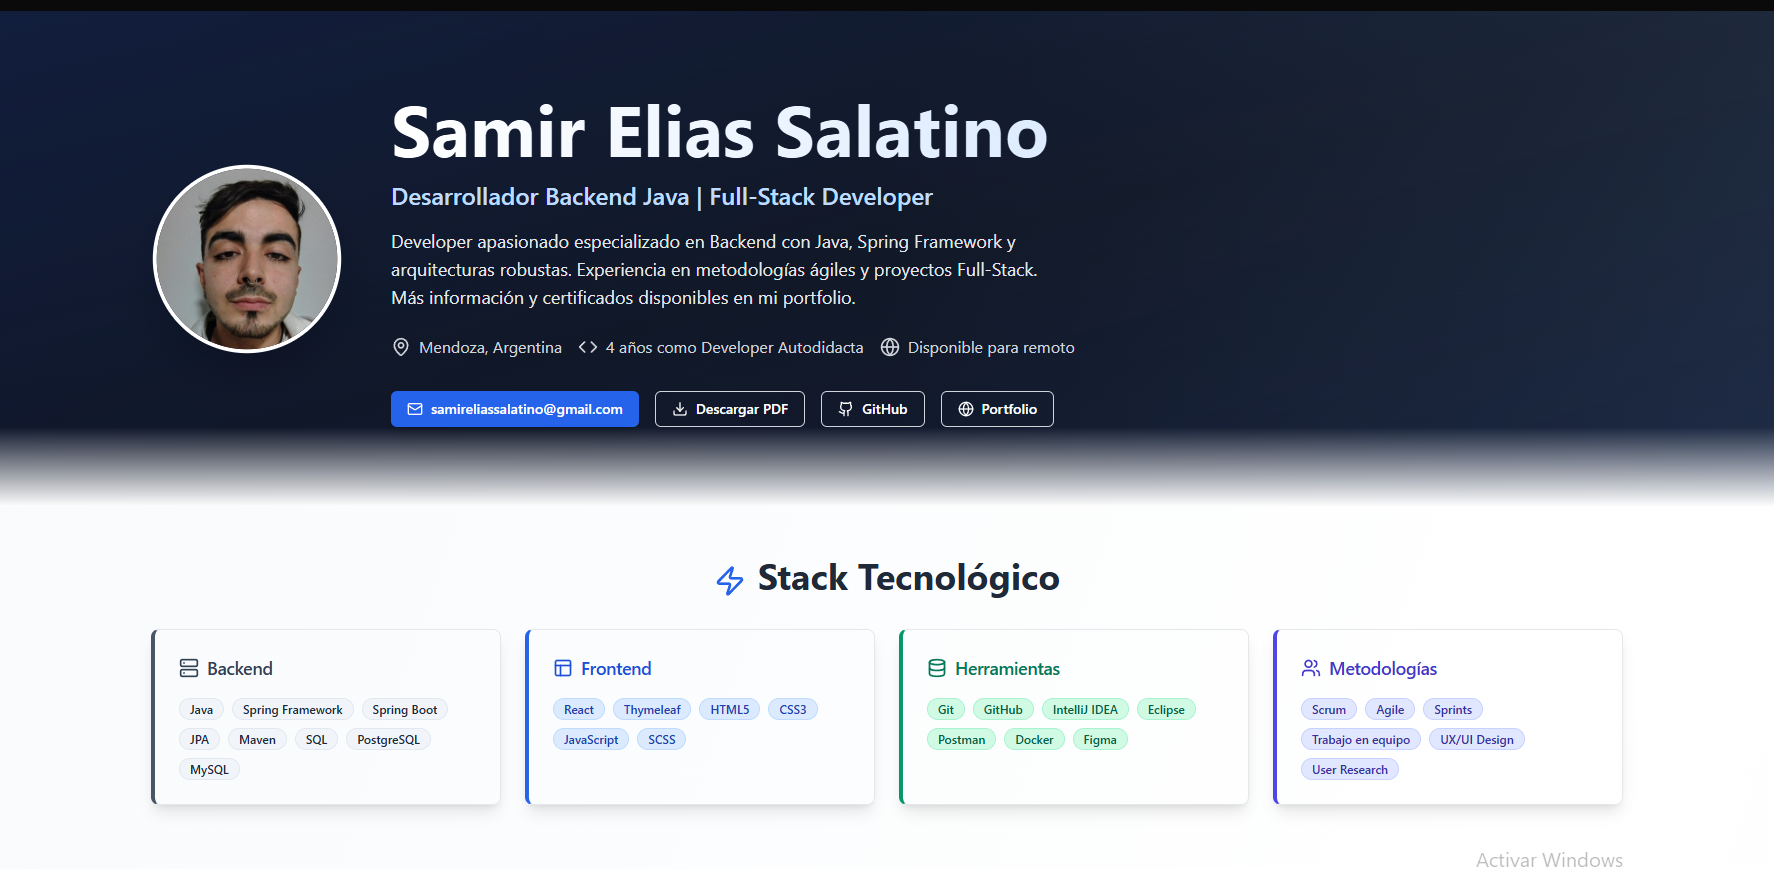 Samir Elias Salatino
Desarrollador Backend Java | Full-Stack Developer
Developer apasionado especializado en Backend con Java, Spring Framework y
arquitecturas robustas. Experiencia en metodologías ágiles y proyectos Full-Stack.
Más información y certificados disponibles en mi portfolio.
Mendoza, Argentina 4 años como Developer Autodidacta Disponible para remoto
samireliassalatino@gmail.com Descargar PDF GitHub Portfolio
Stack Tecnológico
Backend
Java Spring Framework Spring Boot
JPA Maven SQL PostgreSQL
MySQL
Frontend
React Thymeleaf HTML5 CSS3
JavaScript SCSS
Herramientas
Git GitHub IntelliJ IDEA Eclipse
Postman Docker Figma
Metodologías
Scrum Agile Sprints
Trabajo en equipo UX/UI Design
User Research
Activar Windows